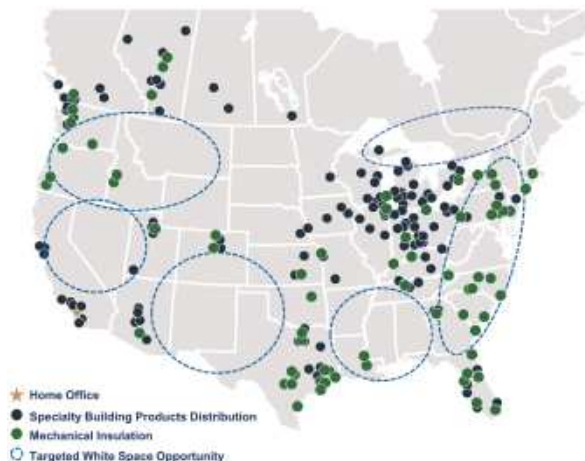 Home Office
Specialty Building Products Distribution
Mechanical Insulation
Targeted White Space Opportunity